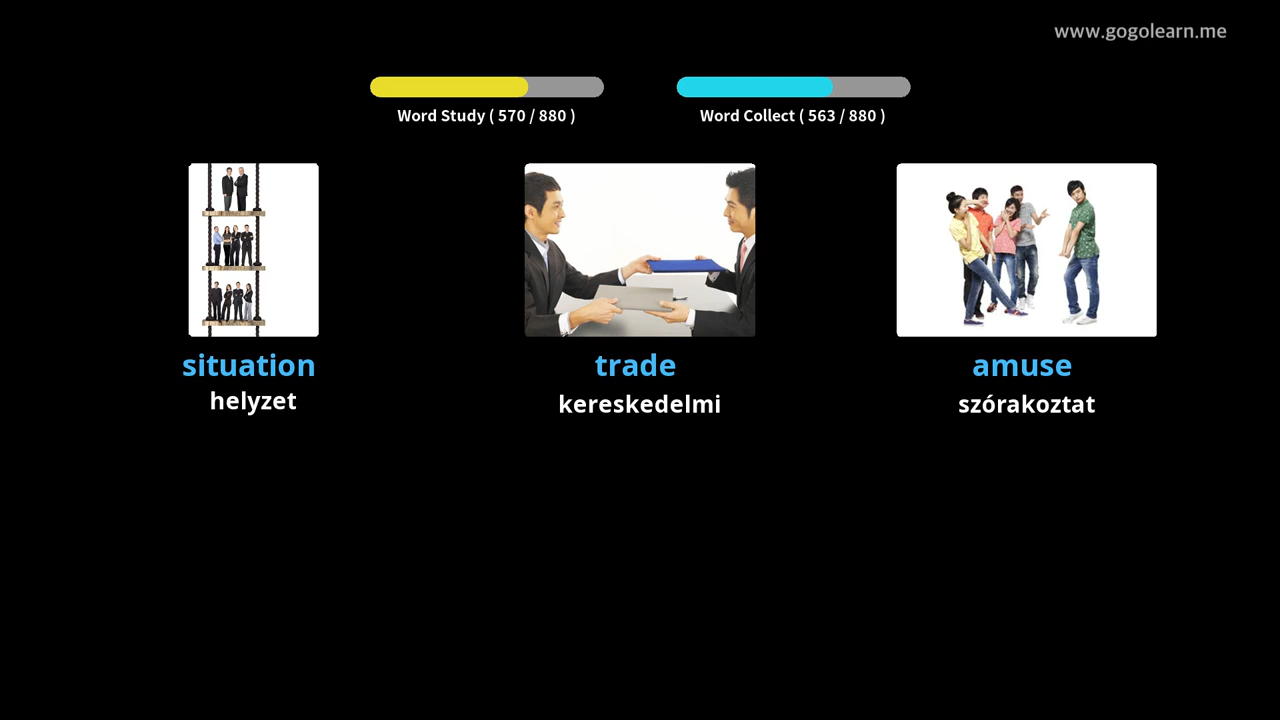 www.gogolearn.me
Word Study ( 570 / 880 )
Word Collect ( 563 / 880 )
situation
helyzet
trade
kereskedelmi
amuse
szórakoztat